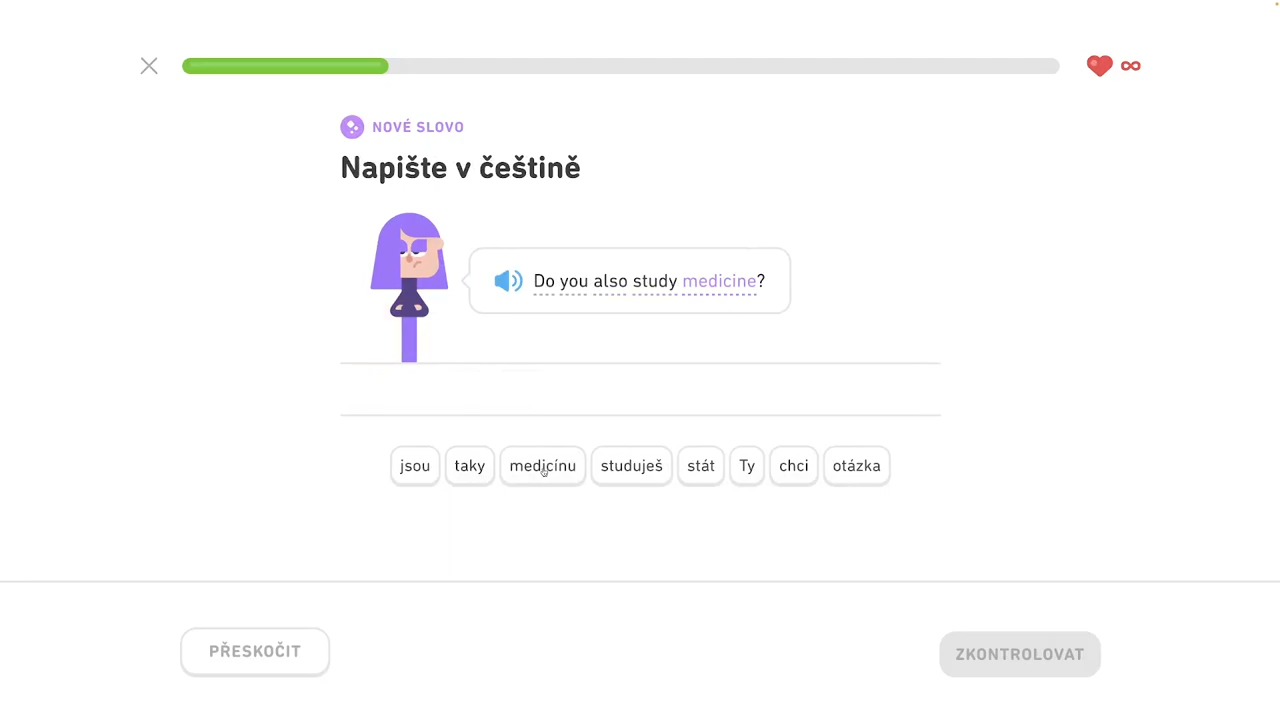 ∞
NOVÉ SLOVO
Napište v češtině
Do you also study medicine?
jsou taky medicínu studuješ stát Ty chci otázka
PŘESKOČIT ZKONTROLOVAT